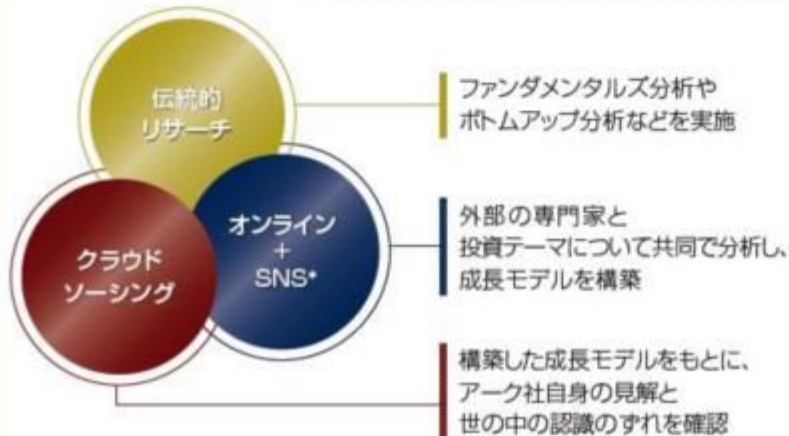 伝統的
リサーチ
ファンダメンタルズ分析や
ボトムアップ分析などを実施
オンライン
+
SNS*
外部の専門家と
投資テーマについて共同で分析し、
成長モデルを構築
クラウド
ソーシング
構築した成長モデルをもとに、
アーク社自身の見解と
世の中の認識のずれを確認